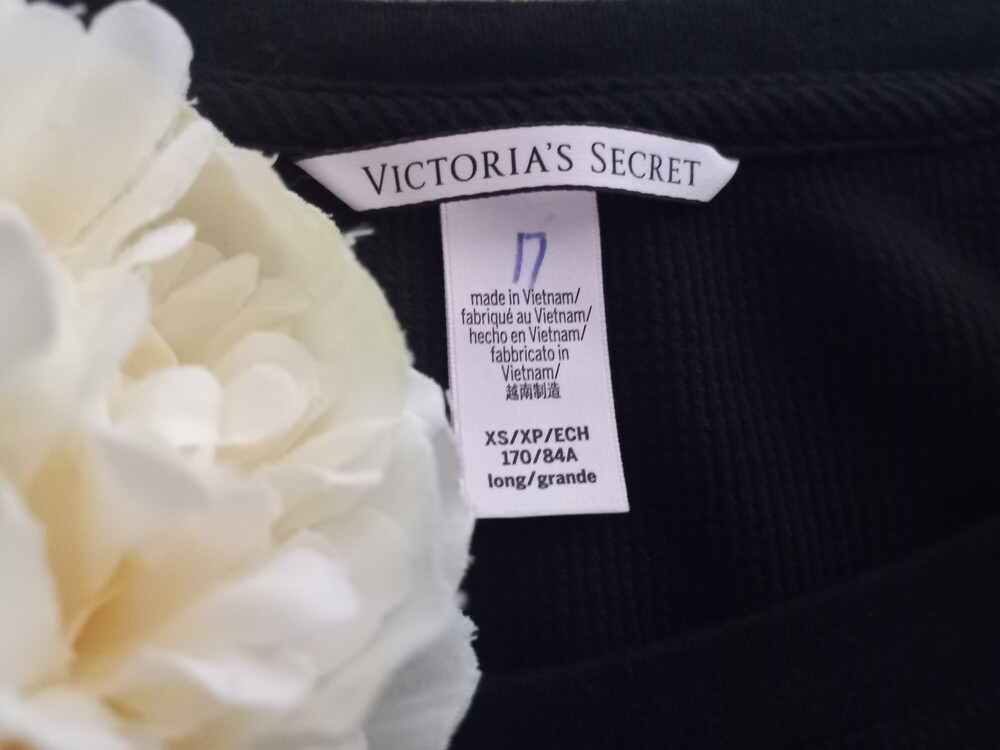 VICTORIA'S SECRET
17
made in Vietnam/
fabriqué au Vietnam/
hecho en Vietnam/
fabbricato in
Vietnam/
越南制造
XS/XP/ECH
170/84A
long/grande